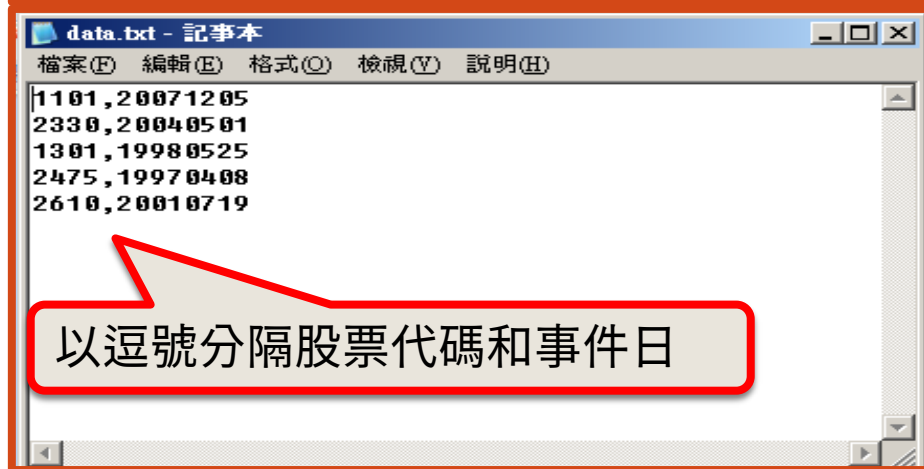 data.txt - 記事本
檔案(F) 編輯(E) 格式(O) 檢視(V) 說明(H)
1101,20071205
2330,20040501
1301,19980525
2475,19970408
2610,20010719
以逗號分隔股票代碼和事件日